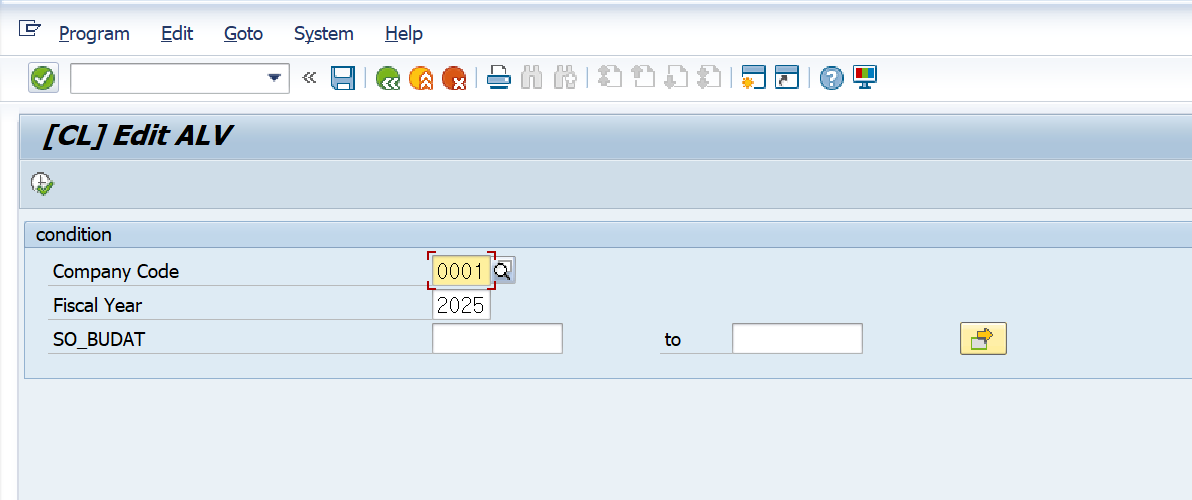 Program Edit Goto System Help
[CL] Edit ALV
condition
Company Code 0001
Fiscal Year 2025
SO_BUDAT to